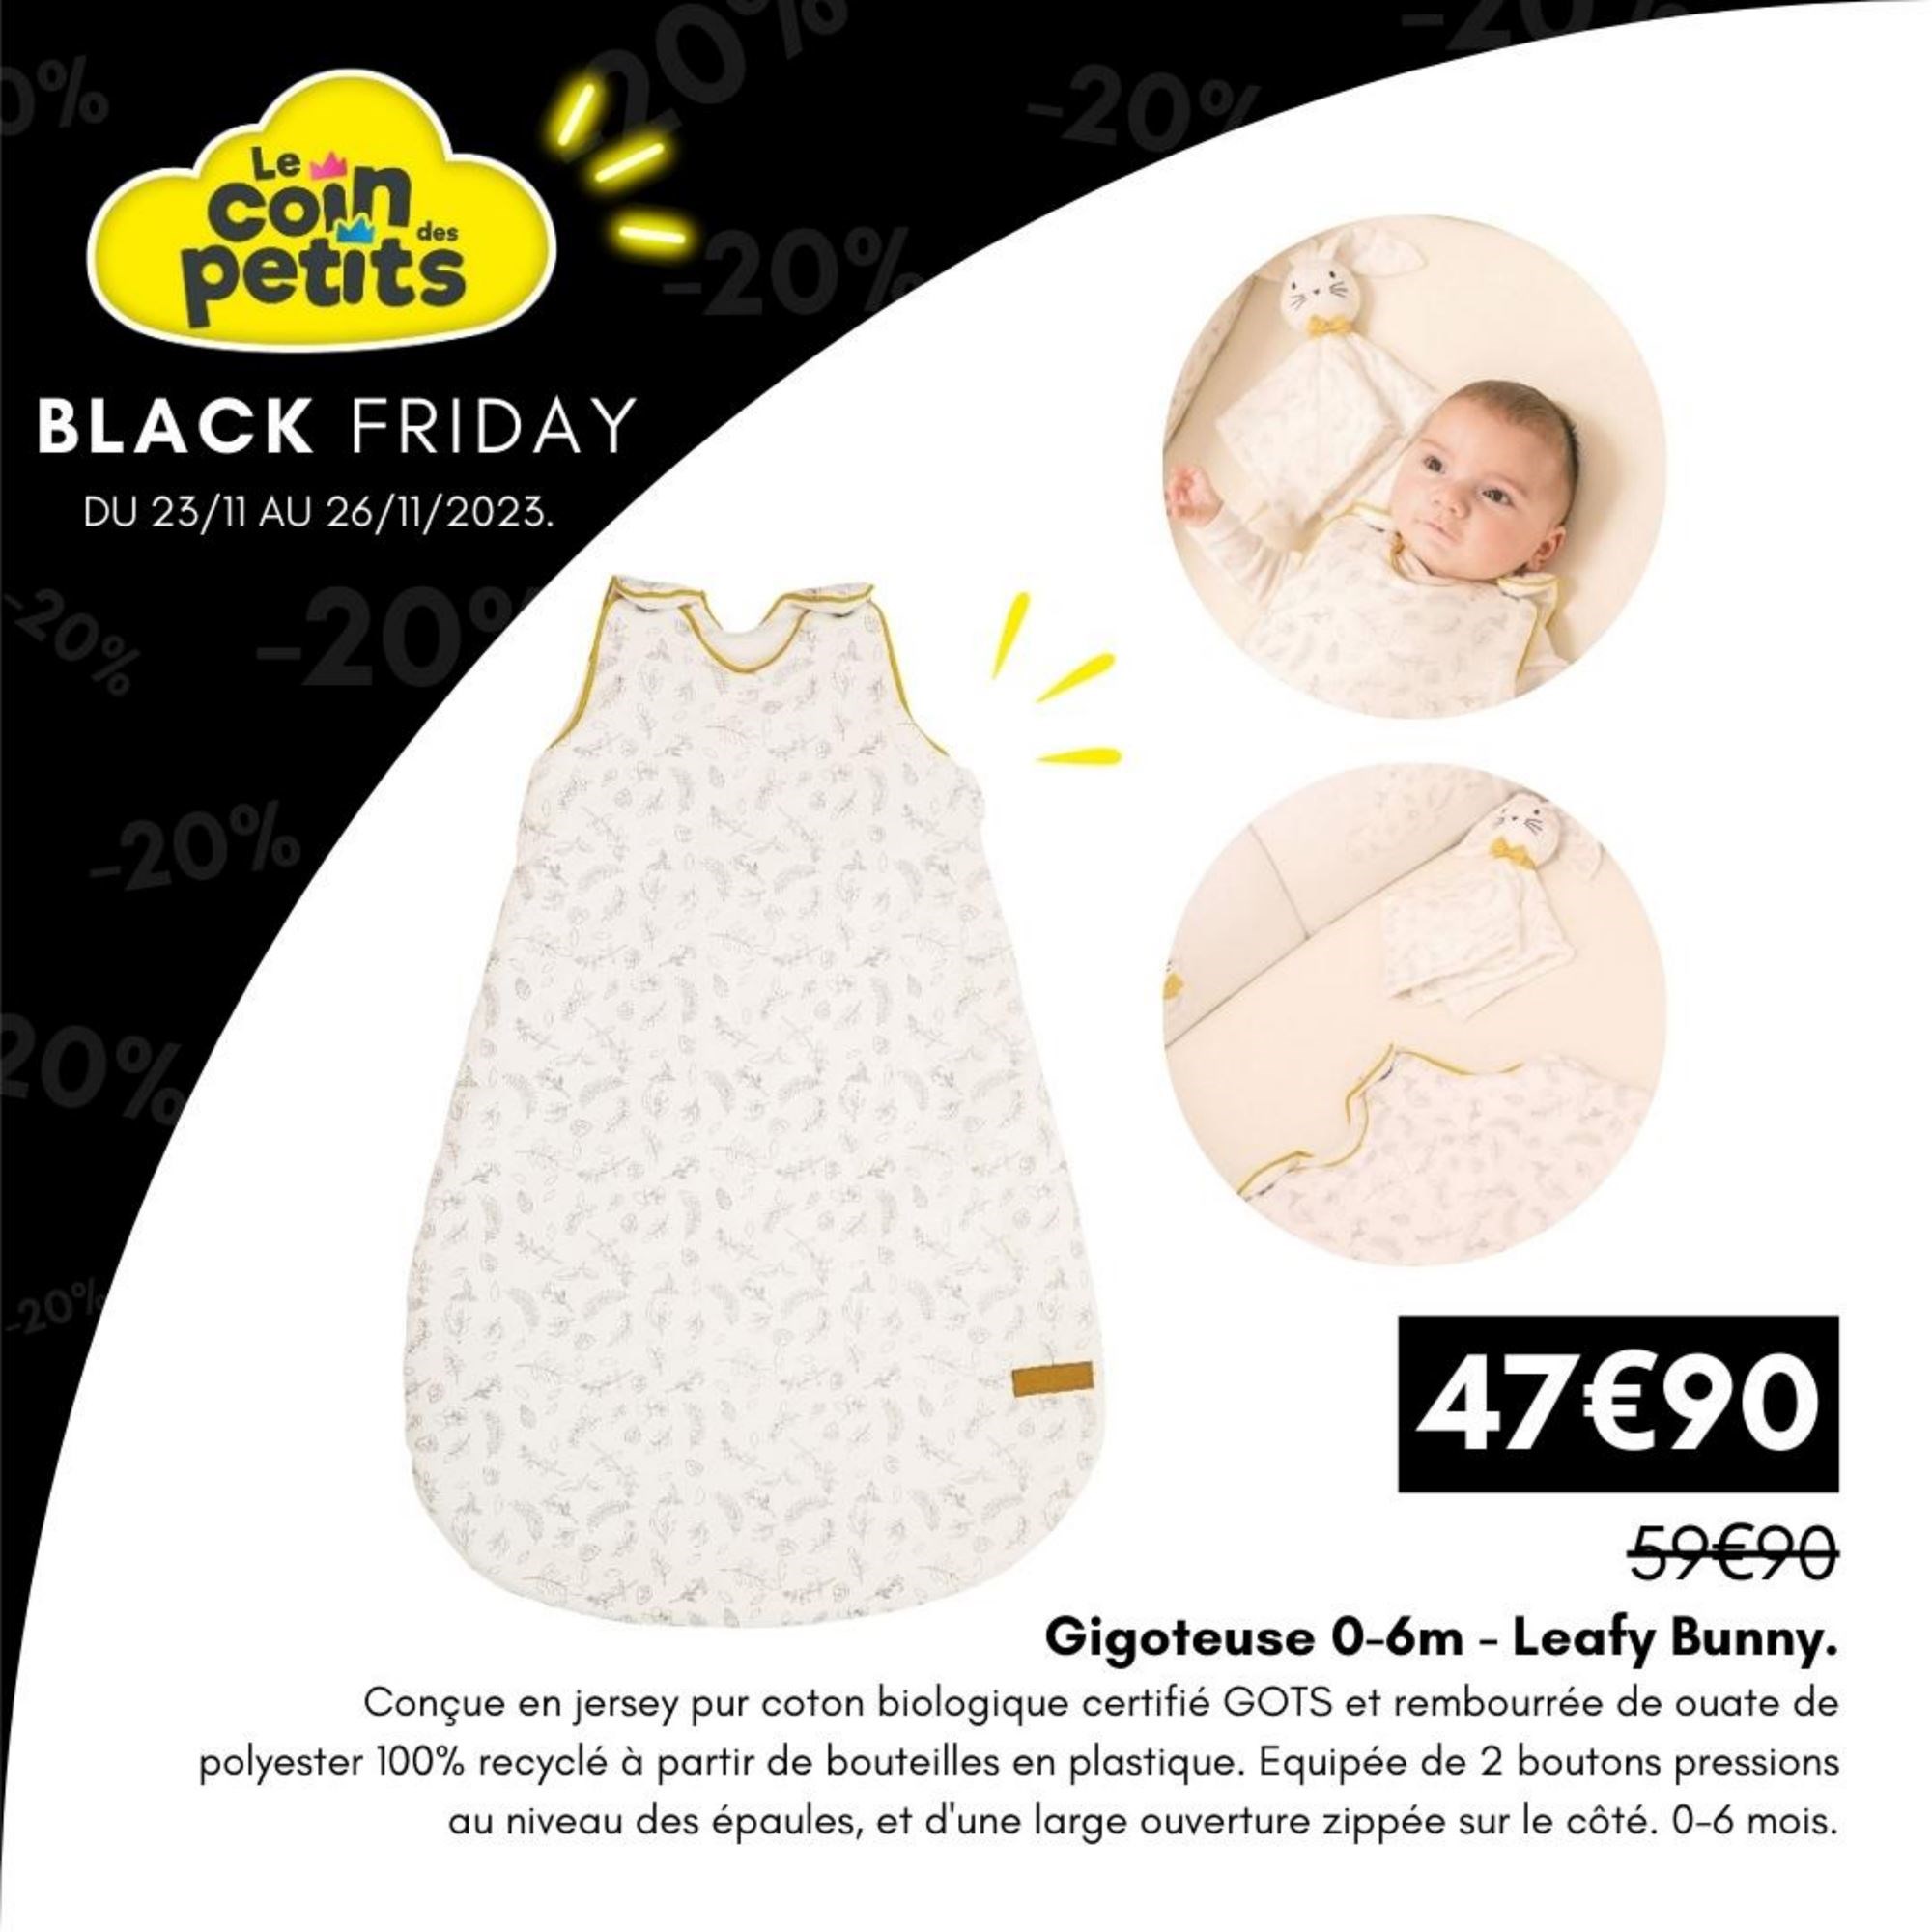 Le
coin
des
petits
BLACK FRIDAY
DU 23/11 AU 26/11/2023.
-20%
-20%
-20%
-20%
-20%
-20%
47€90
59€90
Gigoteuse 0-6m - Leafy Bunny.
Conçue en jersey pur coton biologique certifié GOTS et rembourrée de ouate de
polyester 100% recyclé à partir de bouteilles en plastique. Equipée de 2 boutons pressions
au niveau des épaules, et d'une large ouverture zippée sur le côté. 0-6 mois.